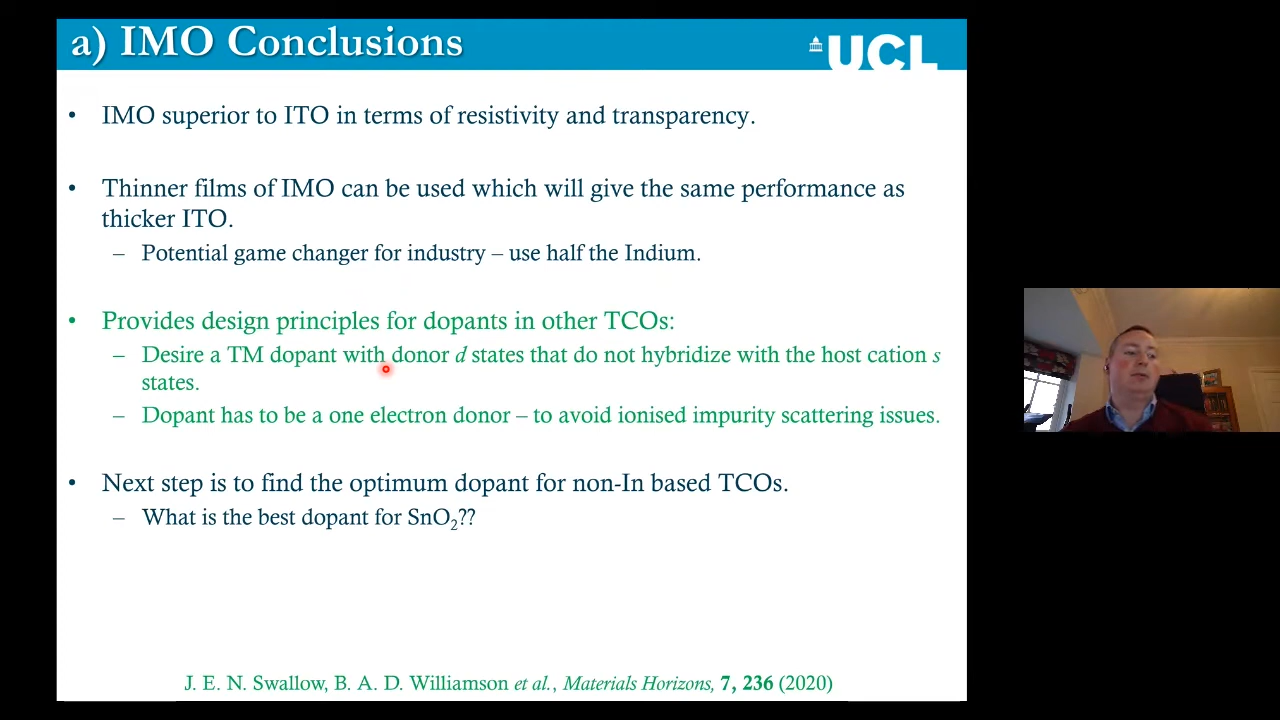 a) IMO Conclusions
UCL
• IMO superior to ITO in terms of resistivity and transparency.
• Thinner films of IMO can be used which will give the same performance as
thicker ITO.
– Potential game changer for industry – use half the Indium.
• Provides design principles for dopants in other TCOs:
– Desire a TM dopant with donor d states that do not hybridize with the host cation s
states.
– Dopant has to be a one electron donor – to avoid ionised impurity scattering issues.
• Next step is to find the optimum dopant for non-In based TCOs.
– What is the best dopant for SnO₂??
J. E. N. Swallow, B. A. D. Williamson et al., Materials Horizons, 7, 236 (2020)